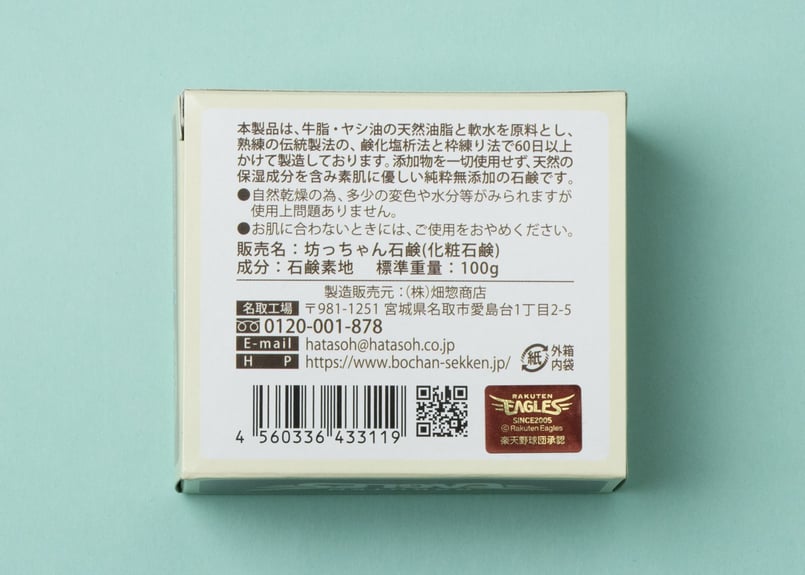 本製品は、牛脂・ヤシ油の天然油脂と軟水を原料とし、
熟練の伝統製法の、鹸化塩析法と枠練り法で60日以上
かけて製造しております。添加物を一切使用せず、天然の
保湿成分を含み素肌に優しい純粋無添加の石鹸です。
●自然乾燥の為、多少の変色や水分等がみられますが
使用上問題ありません。
●お肌に合わないときには、ご使用をおやめください。
販売名：坊っちゃん石鹸(化粧石鹸)
成分：石鹸素地 標準重量：100g
製造販売元：(株)畑惣商店
名取工場 〒981-1251 宮城県名取市愛島台1丁目2-5
0120-001-878
E-mail hatasoh@hatasoh.co.jp
HP https://www.bochan-sekken.jp/
紙 外箱
内袋
4 560336 433119
RAKUTEN
EAGLES
SINCE2005
©Rakuten Eagles
楽天野球団承認